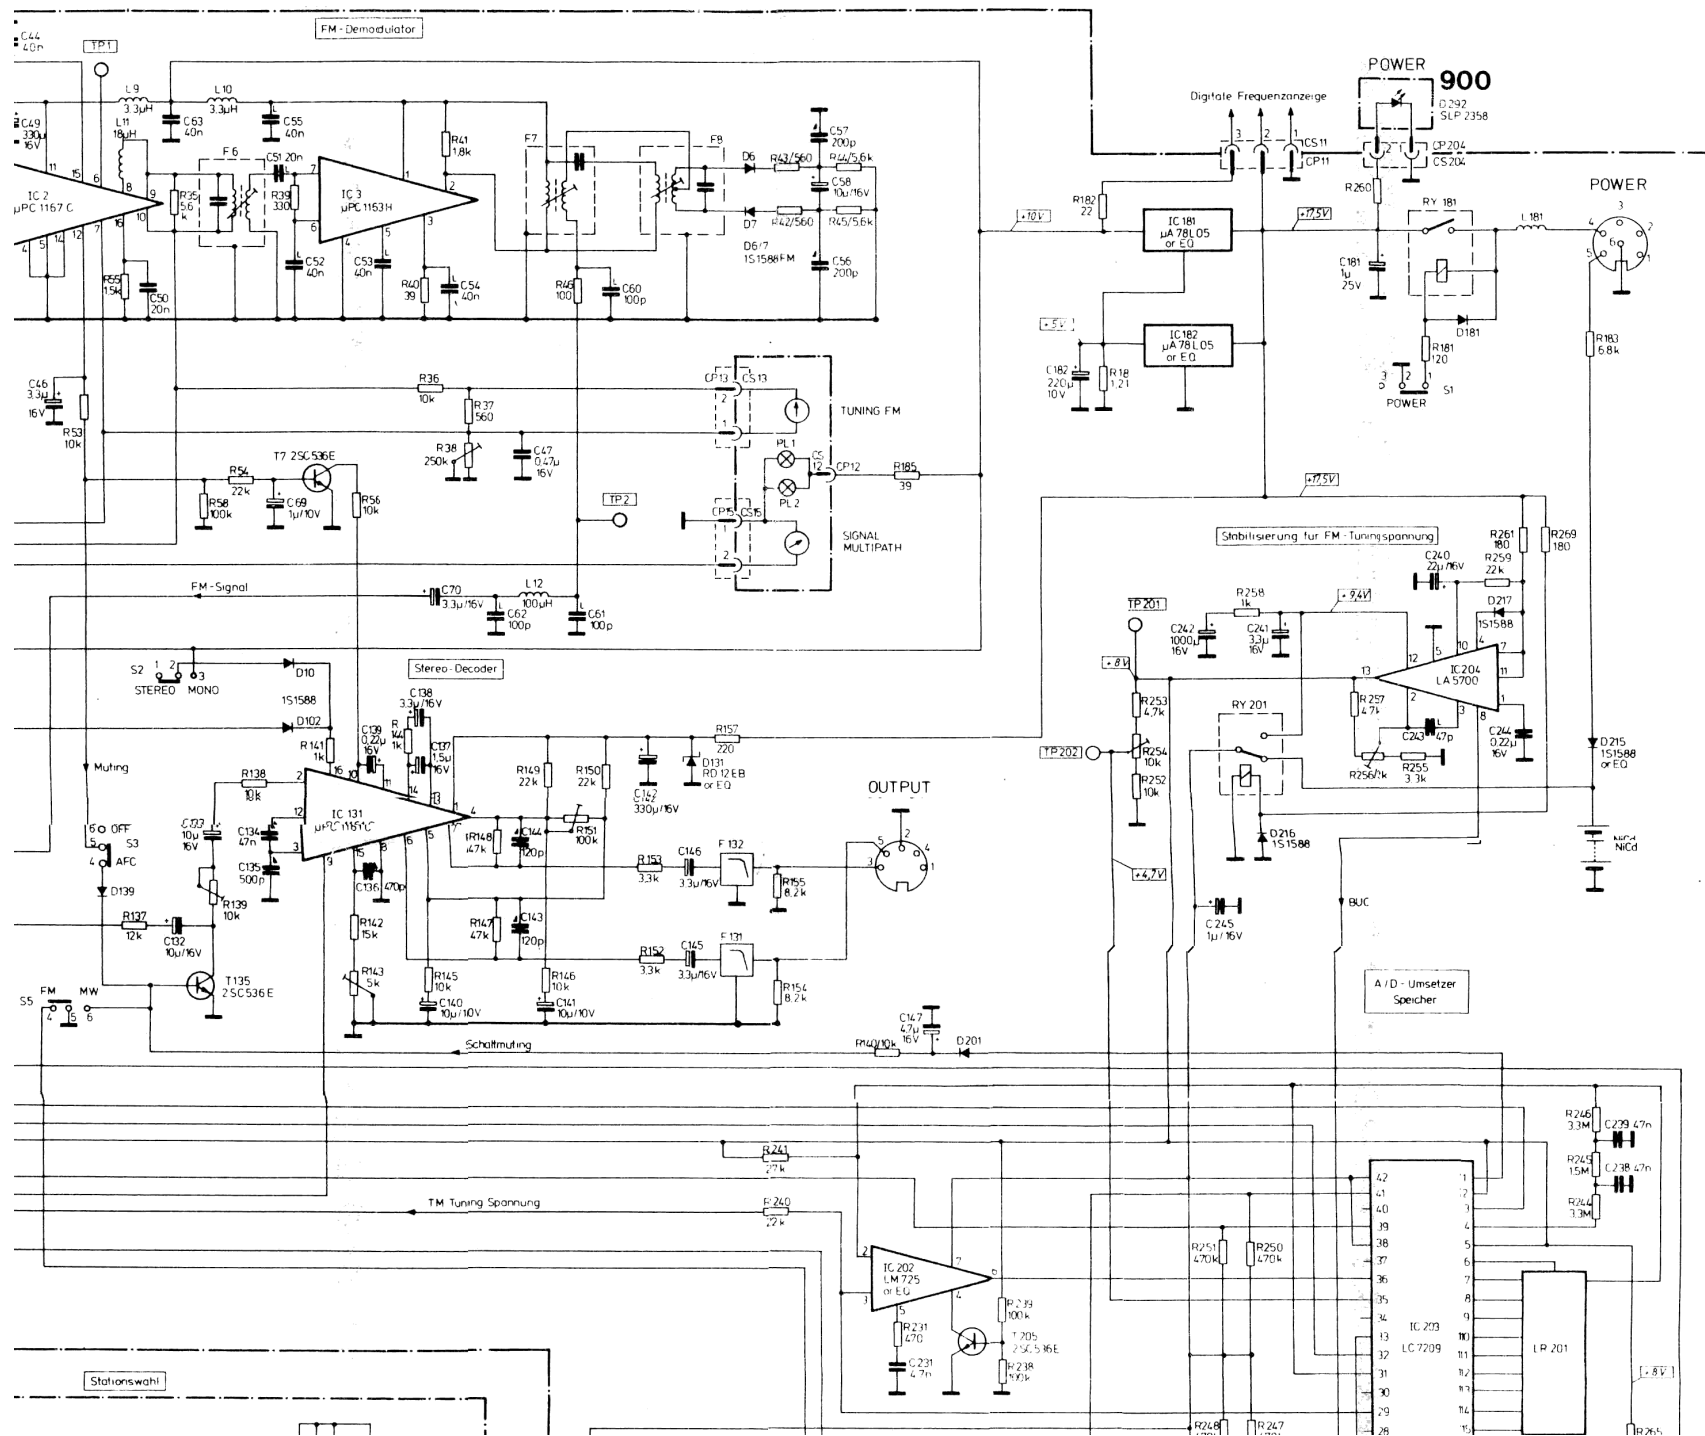 C44
40n
TP1
FM-Demodulator
L9
3.3µH
L10
3.3µH
C49
330µ
16V
L11
18µH
C63
40n
C55
40n
R41
1,8k
F7
F8
C57
200p
F6
C51 20n
D6
R43/560
R44/5,6k
IC 2
µPC 1167 C
R35
5.6
k
R39
330
IC 3
µPC 1153H
C58
10µ/16V
D7
R42/560
R45/5,6k
D6/7
1S1588FM
R55
1.5k
C50
20n
C52
40n
C53
40n
R40
39
C54
40n
R46
100
C60
100p
C56
200p
POWER
900
D292
SLP 2358
Digitale Frequenzanzeige
CS11
CP11
CP204
CS204
R182
22
R260
POWER
+10V
IC 181
µA 78L05
or EQ
+17,5V
RY 181
L181
C181
1µ
25V
+5V
IC182
µA 78L05
or EQ
D181
R181
120
R183
6.8k
C182
220µ
10V
R18
1,21
S1
POWER
C46
3,3µ
16V
R53
10k
R36
10k
R37
560
R38
250k
C47
0,47µ
16V
CP13
CS13
TUNING FM
PL1
CS
12
CP12
R185
39
PL2
T7 2SC536E
R54
22k
R58
100k
C69
1µ/10V
R56
10k
TP2
CP15
CS15
SIGNAL
MULTIPATH
+17,5V
Stabilisierung für FM-Tuningspannung
R261
180
R269
180
C240
22µ/16V
R259
22k
FM-Signal
C70
3.3µ/16V
L12
100µH
C62
100p
C61
100p
TP201
R258
1k
+9,4V
D217
1S1588
C242
1000µ
16V
C241
3,3µ
16V
S2
STEREO
MONO
D10
1S1588
D102
Stereo-Decoder
+8V
IC204
LA5700
C138
3.3µ/16V
R253
4,7k
RY 201
R257
4.7k
C243
47p
C244
0,22µ
16V
C139
0,22µ
16V
1k
C137
1,5µ
16V
R157
220
R141
1k
Muting
TP202
R254
10k
R252
10k
R256/2k
R255
3.3k
D215
1S1588
or EQ
R138
18k
R149
22k
R150
22k
D131
RD 12 EB
or EQ
C142
330µ/16V
OUTPUT
IC 131
10µ
16V
C134
47n
C135
500p
R148
47k
C144
120p
R151
100k
D216
1S1588
NiCd
OFF
S3
AFC
D139
C136
470p
R153
3,3k
C146
3.3µ/16V
F132
R155
8.2k
+4,7V
BUC
R139
10k
R137
12k
C132
10µ/16V
R142
15k
R147
47k
C143
120p
R152
3,3k
C145
3.3µ/16V
F131
C245
1µ/16V
T135
2SC536E
R143
5k
R145
10k
C140
10µ/10V
R146
10k
C141
10µ/10V
R154
8.2k
A/D-Umsetzer
Speicher
S5
FM
MW
Schaltmuting
C147
4.7µ
16V
R140/10k
D201
R246
3.3M
C239 47n
R245
1.5M
C238 47n
R244
3.3M
R241
27k
TM Tuning Spannung
R240
22k
R251
470k
R250
470k
IC 202
LM 725
or EQ
R239
100k
R231
470
C231
4.7n
T205
2SC536E
R238
100k
IC 203
LC7209
LR 201
+8V
Stationswahl
R248
R247
R265